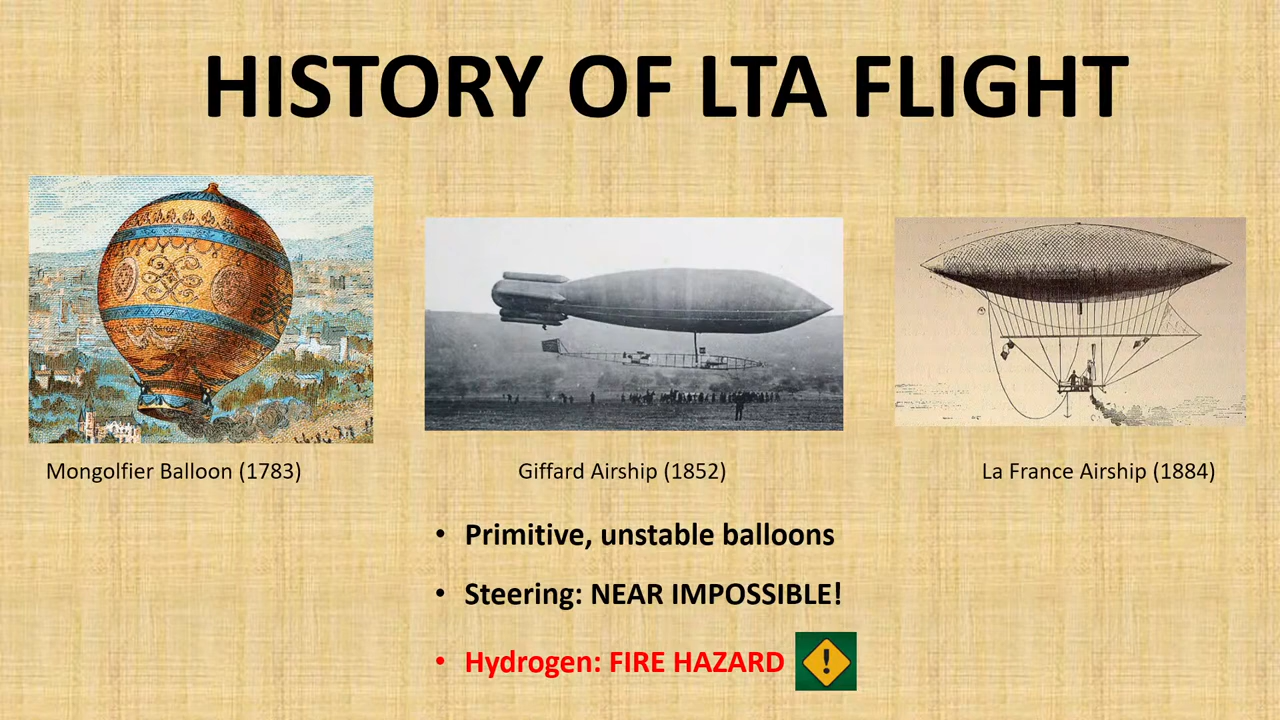 HISTORY OF LTA FLIGHT
Mongolfier Balloon (1783)
Giffard Airship (1852)
La France Airship (1884)
• Primitive, unstable balloons
• Steering: NEAR IMPOSSIBLE!
• Hydrogen: FIRE HAZARD
!